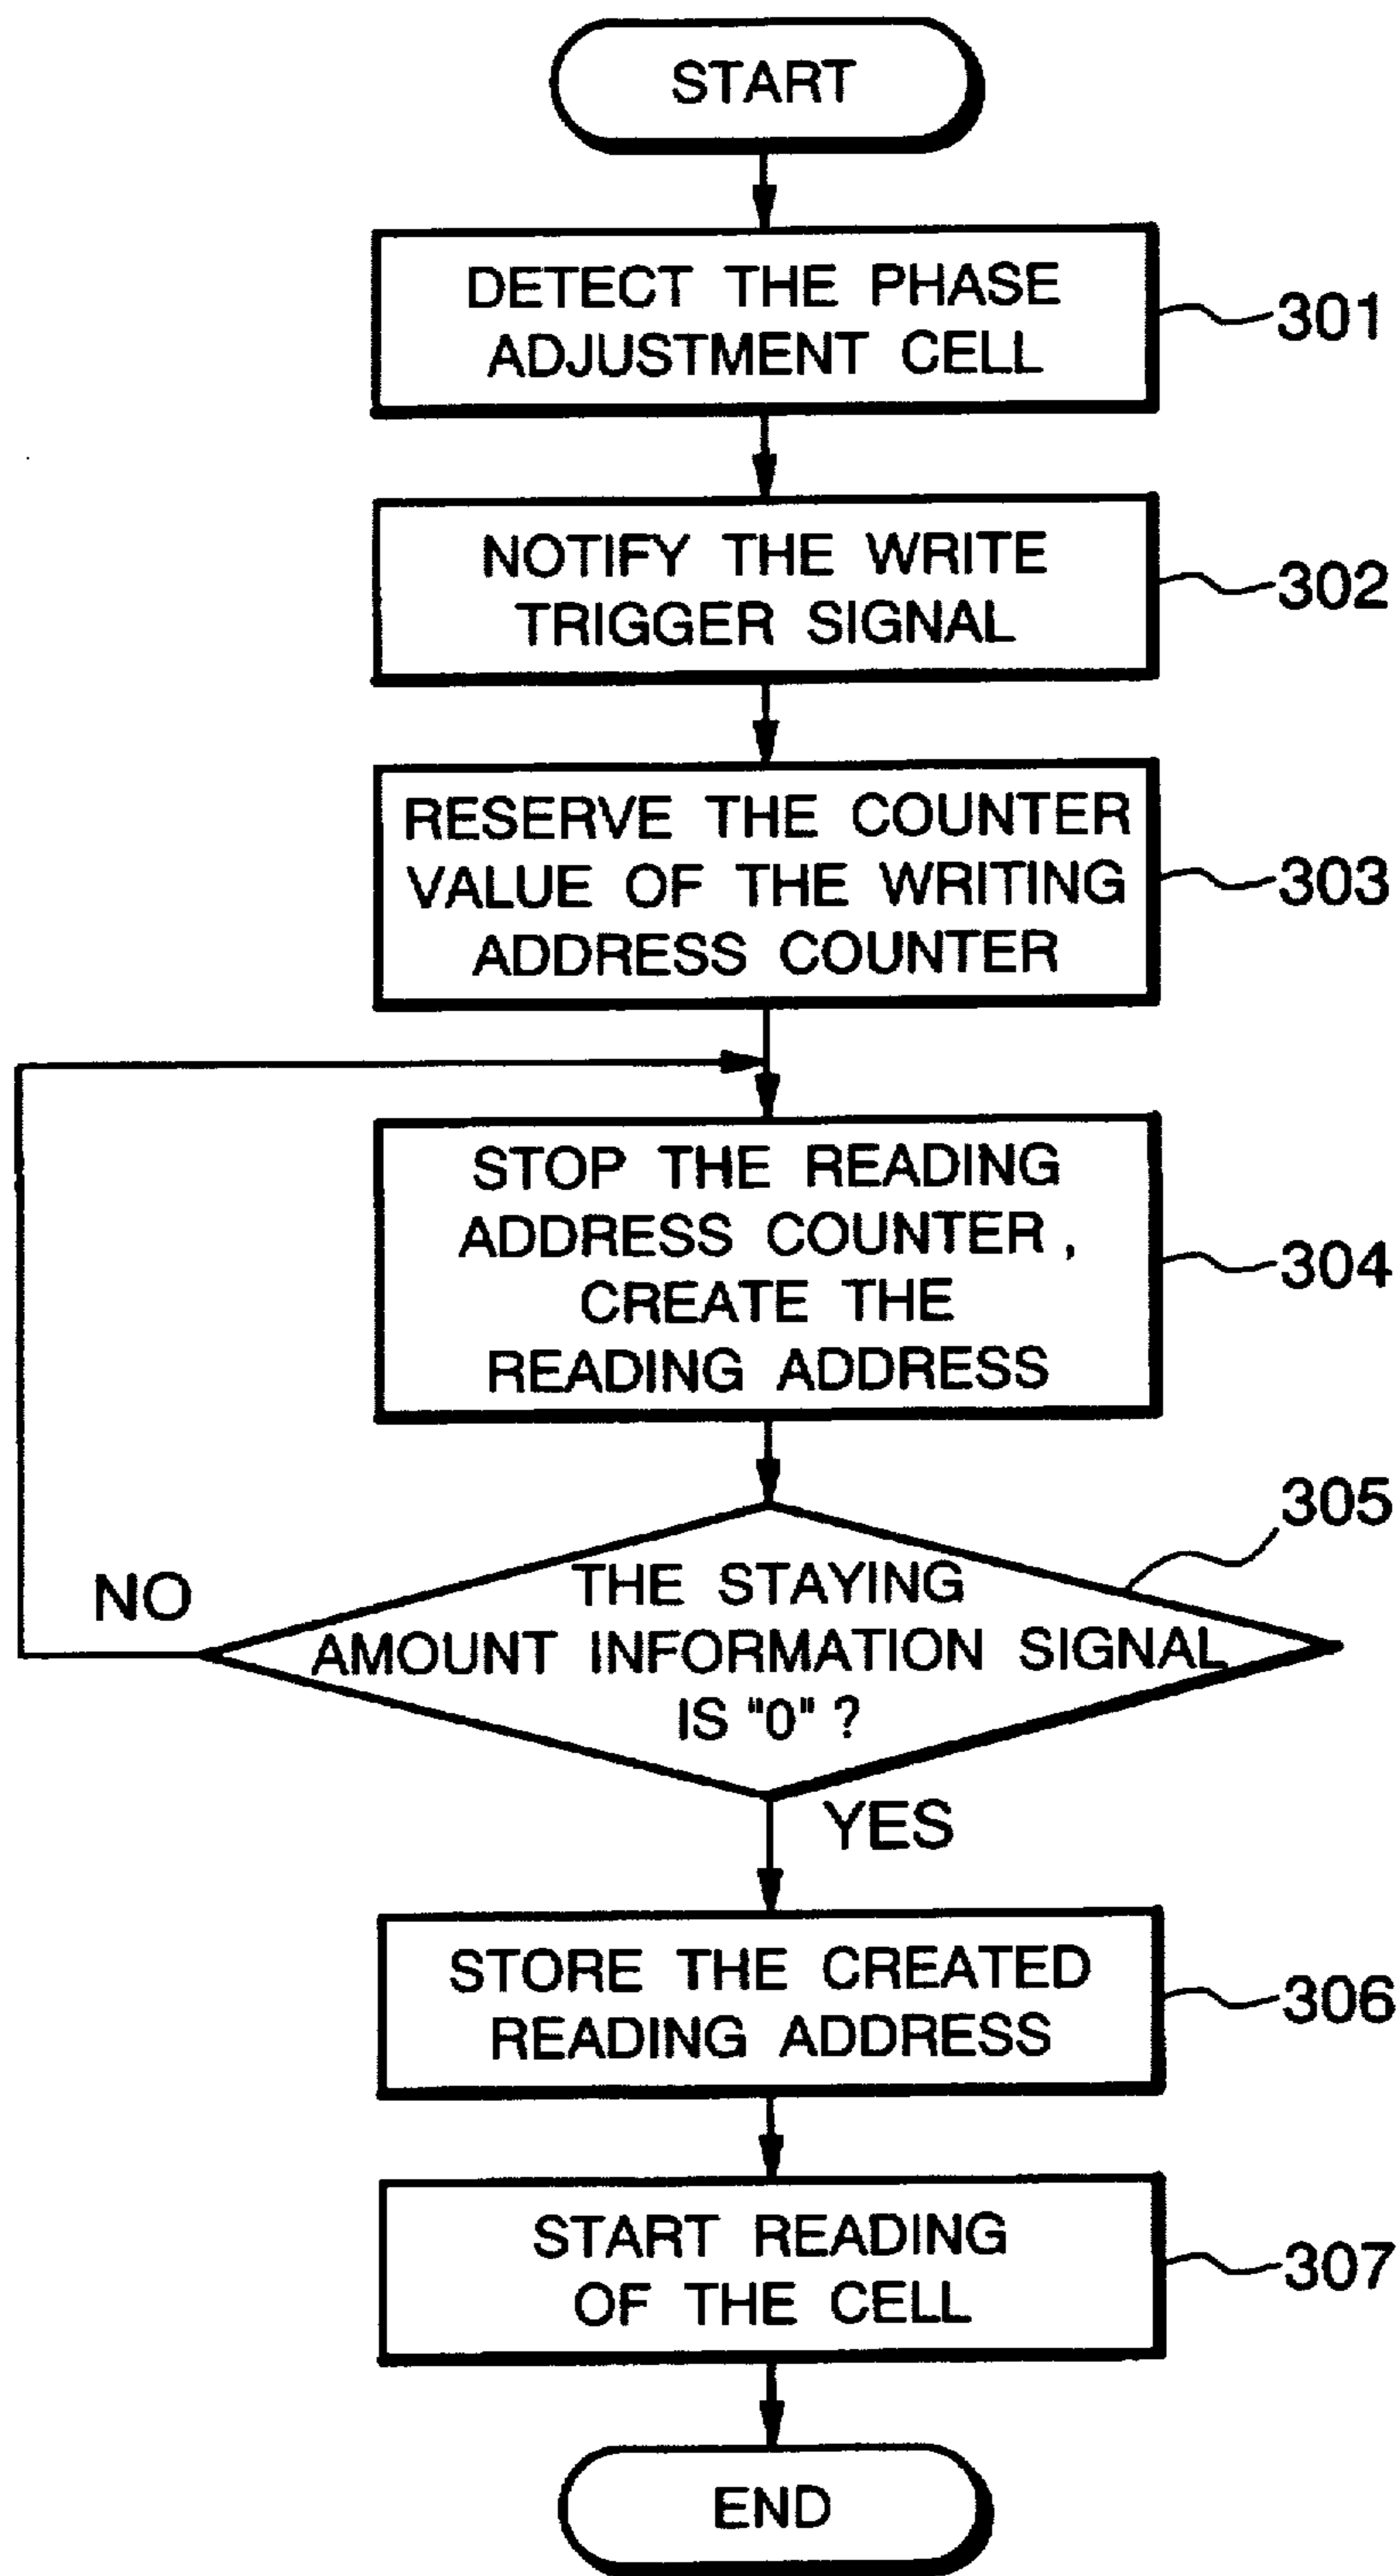 START
DETECT THE PHASE
ADJUSTMENT CELL
301
NOTIFY THE WRITE
TRIGGER SIGNAL
302
RESERVE THE COUNTER
VALUE OF THE WRITING
ADDRESS COUNTER
303
STOP THE READING
ADDRESS COUNTER,
CREATE THE
READING ADDRESS
304
305
THE STAYING
AMOUNT INFORMATION SIGNAL
IS "0" ?
NO
YES
STORE THE CREATED
READING ADDRESS
306
START READING
OF THE CELL
307
END